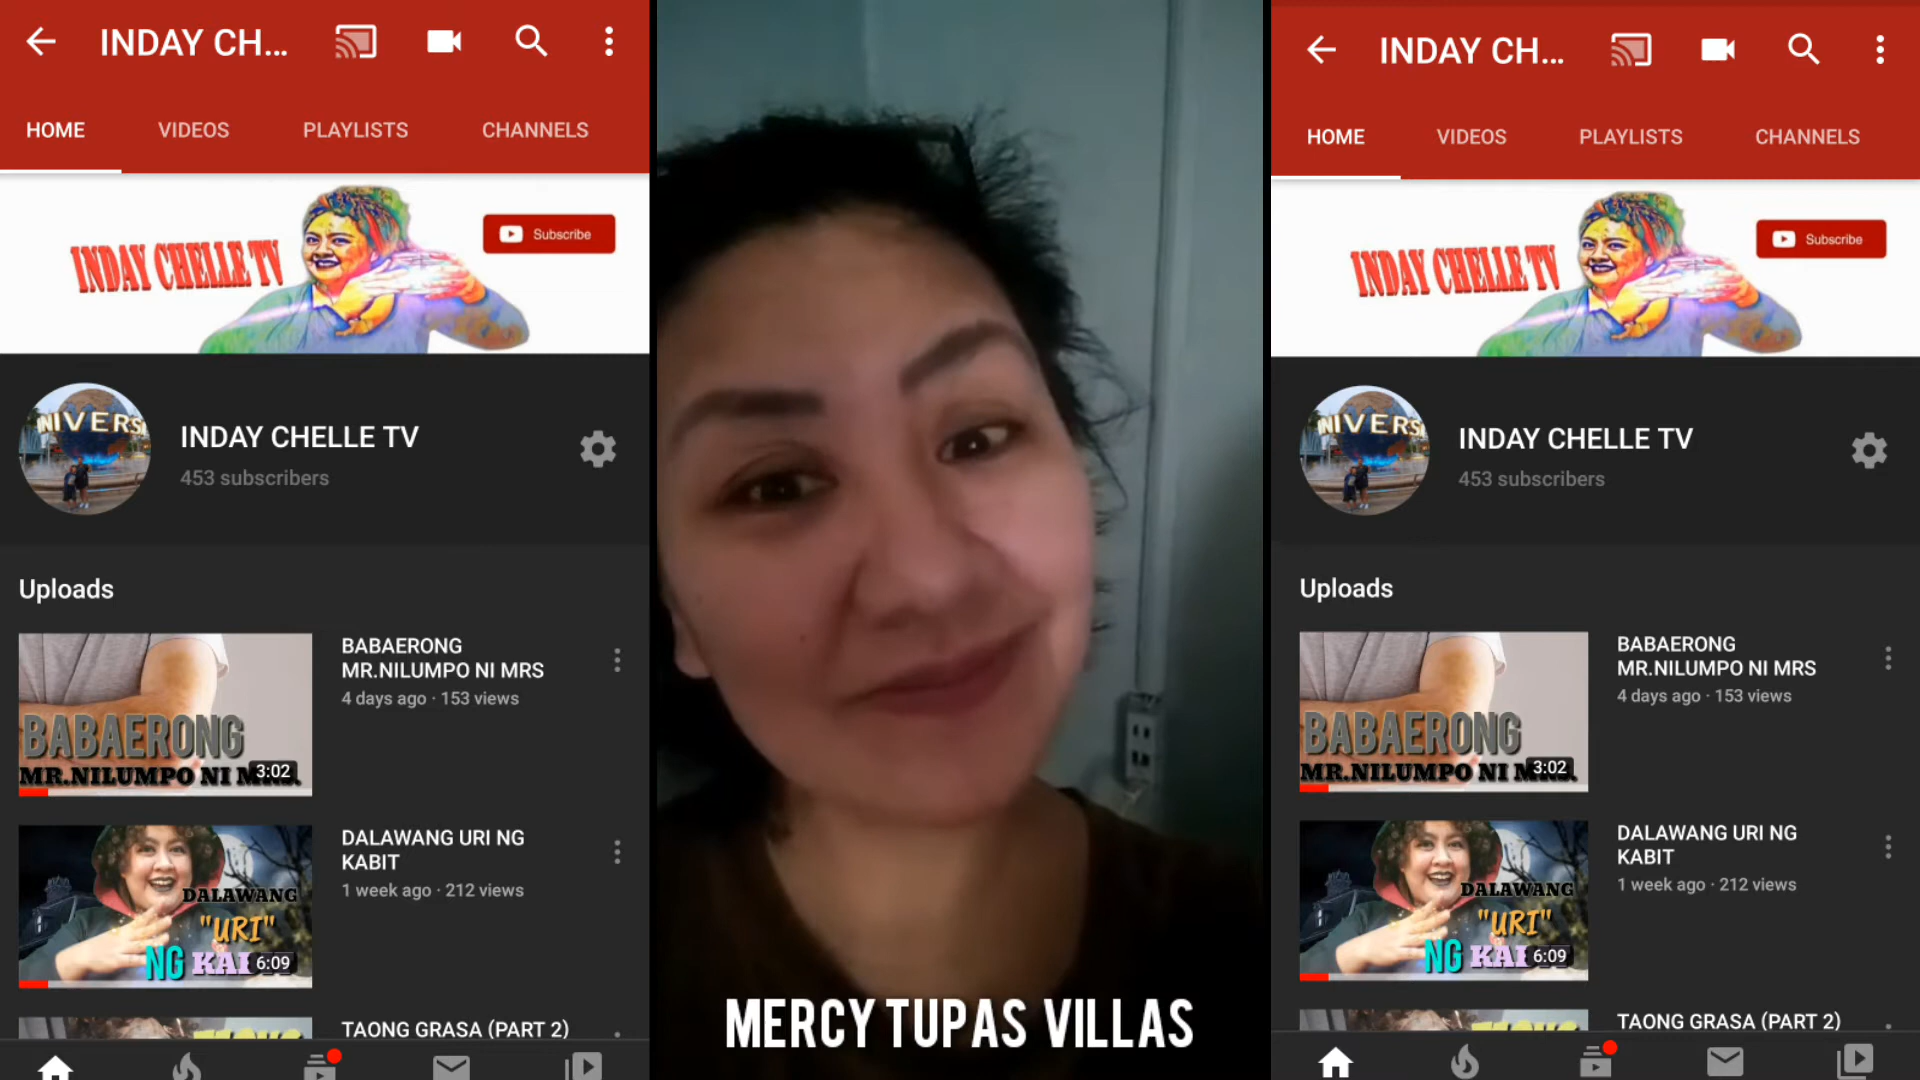 INDAY CH...
HOME VIDEOS PLAYLISTS CHANNELS
INDAY CHELLE TV
Subscribe
NIVERS
INDAY CHELLE TV
453 subscribers
Uploads
BABAERONG
MR.NILUMPO NI MRS.
3:02
BABAERONG
MR.NILUMPO NI MRS
4 days ago · 153 views
DALAWANG
"URI"
NG
6:09
DALAWANG URI NG
KABIT
1 week ago · 212 views
TAONG GRASA (PART 2)
MERCY TUPAS VILLAS
INDAY CH...
HOME VIDEOS PLAYLISTS CHANNELS
INDAY CHELLE TV
Subscribe
NIVERS
INDAY CHELLE TV
453 subscribers
Uploads
BABAERONG
MR.NILUMPO NI
3:02
BABAERONG
MR.NILUMPO NI MRS
4 days ago · 153 views
DALAWANG
"URI"
NG
6:09
DALAWANG URI NG
KABIT
1 week ago · 212 views
TAONG GRASA (PART 2)